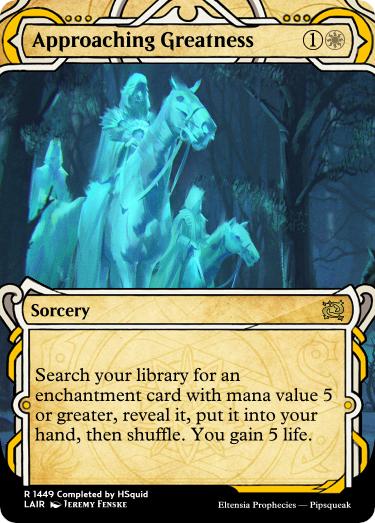 Approaching Greatness 1
Sorcery
Search your library for an
enchantment card with mana value 5
or greater, reveal it, put it into your
hand, then shuffle. You gain 5 life.
R 1449 Completed by HSquid
LAIR Jeremy Fenske
Eltensia Prophecies — Pipsqueak